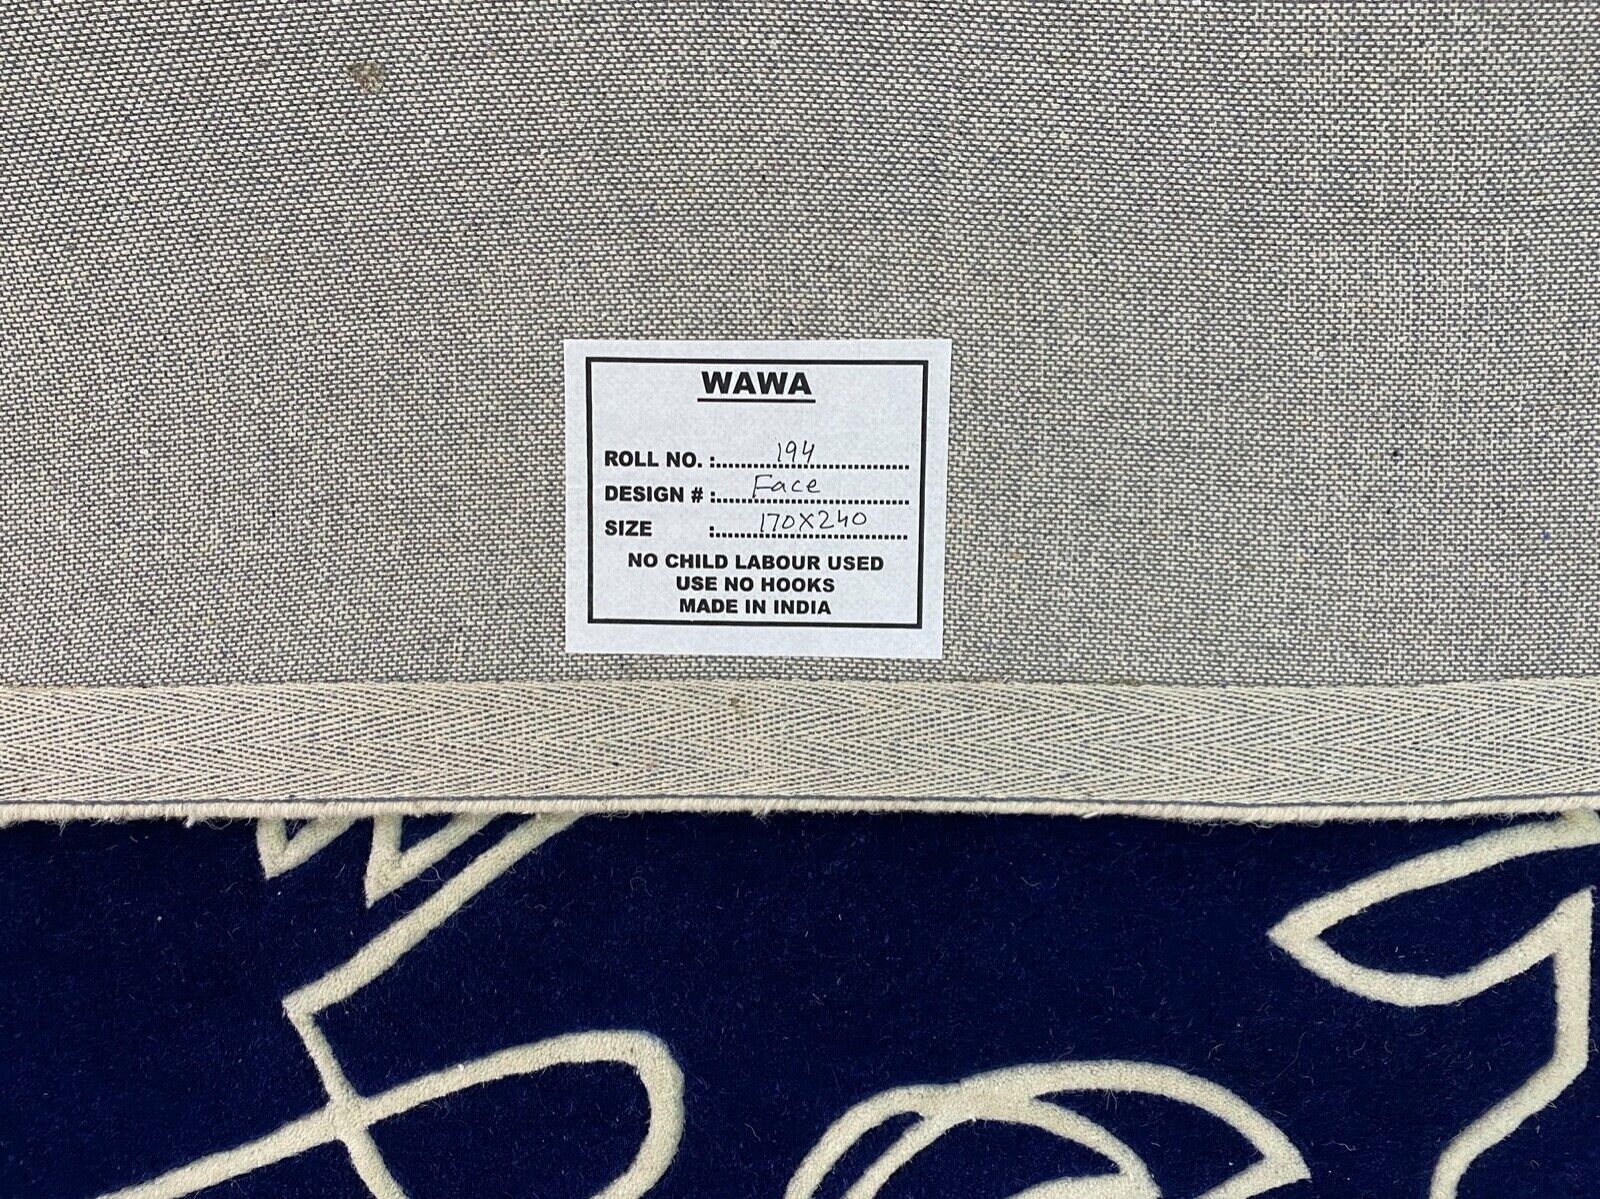 WAWA
ROLL NO. :..........194..........
DESIGN # :..........Face..........
SIZE :..........170X240..........
NO CHILD LABOUR USED
USE NO HOOKS
MADE IN INDIA